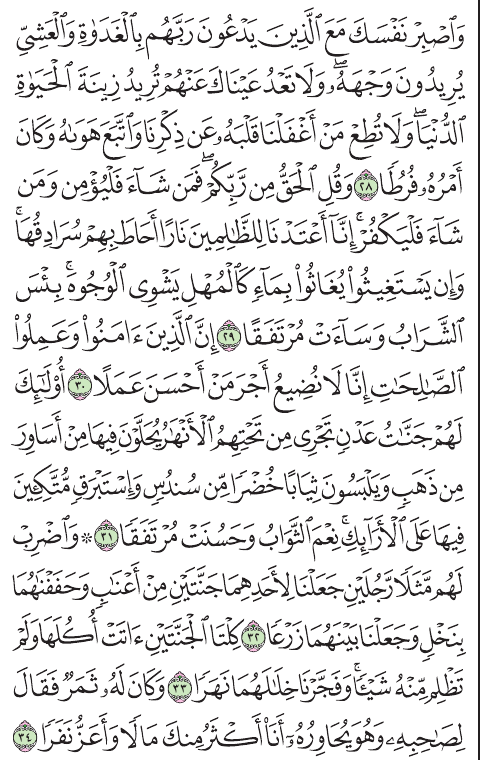 وَٱصْبِرْ نَفْسَكَ مَعَ ٱلَّذِينَ يَدْعُونَ رَبَّهُم بِٱلْغَدَوٰةِ وَٱلْعَشِىِّ
يُرِيدُونَ وَجْهَهُۥۖ وَلَا تَعْدُ عَيْنَاكَ عَنْهُمْ تُرِيدُ زِينَةَ ٱلْحَيَوٰةِ
ٱلدُّنْيَاۖ وَلَا تُطِعْ مَنْ أَغْفَلْنَا قَلْبَهُۥ عَن ذِكْرِنَا وَٱتَّبَعَ هَوَىٰهُ وَكَانَ
أَمْرُهُۥ فُرُطًا ٢٨ وَقُلِ ٱلْحَقُّ مِن رَّبِّكُمْۖ فَمَن شَآءَ فَلْيُؤْمِن وَمَن
شَآءَ فَلْيَكْفُرْۚ إِنَّآ أَعْتَدْنَا لِلظَّٰلِمِينَ نَارًا أَحَاطَ بِهِمْ سُرَادِقُهَاۚ
وَإِن يَسْتَغِيثُوا۟ يُغَاثُوا۟ بِمَآءٍ كَٱلْمُهْلِ يَشْوِى ٱلْوُجُوهَۚ بِئْسَ
ٱلشَّرَابُ وَسَآءَتْ مُرْتَفَقًا ٢٩ إِنَّ ٱلَّذِينَ ءَامَنُوا۟ وَعَمِلُوا۟
ٱلصَّٰلِحَٰتِ إِنَّا لَا نُضِيعُ أَجْرَ مَنْ أَحْسَنَ عَمَلًا ٣٠ أُو۟لَٰٓئِكَ
لَهُمْ جَنَّٰتُ عَدْنٍ تَجْرِى مِن تَحْتِهِمُ ٱلْأَنْهَٰرُ يُحَلَّوْنَ فِيهَا مِنْ أَسَاوِرَ
مِن ذَهَبٍ وَيَلْبَسُونَ ثِيَابًا خُضْرًا مِّن سُندُسٍ وَإِسْتَبْرَقٍ مُّتَّكِـِٔينَ
فِيهَا عَلَى ٱلْأَرَآئِكِۚ نِعْمَ ٱلثَّوَابُ وَحَسُنَتْ مُرْتَفَقًا ٣١ ۞ وَٱضْرِبْ
لَهُم مَّثَلًا رَّجُلَيْنِ جَعَلْنَا لِأَحَدِهِمَا جَنَّتَيْنِ مِنْ أَعْنَٰبٍ وَحَفَفْنَٰهُمَا
بِنَخْلٍ وَجَعَلْنَا بَيْنَهُمَا زَرْعًا ٣٢ كِلْتَا ٱلْجَنَّتَيْنِ ءَاتَتْ أُكُلَهَا وَلَمْ
تَظْلِم مِّنْهُ شَيْـًٔاۚ وَفَجَّرْنَا خِلَٰلَهُمَا نَهَرًا ٣٣ وَكَانَ لَهُۥ ثَمَرٌ فَقَالَ
لِصَٰحِبِهِۦ وَهُوَ يُحَاوِرُهُۥٓ أَنَا۠ أَكْثَرُ مِنكَ مَالًا وَأَعَزُّ نَفَرًا ٣٤